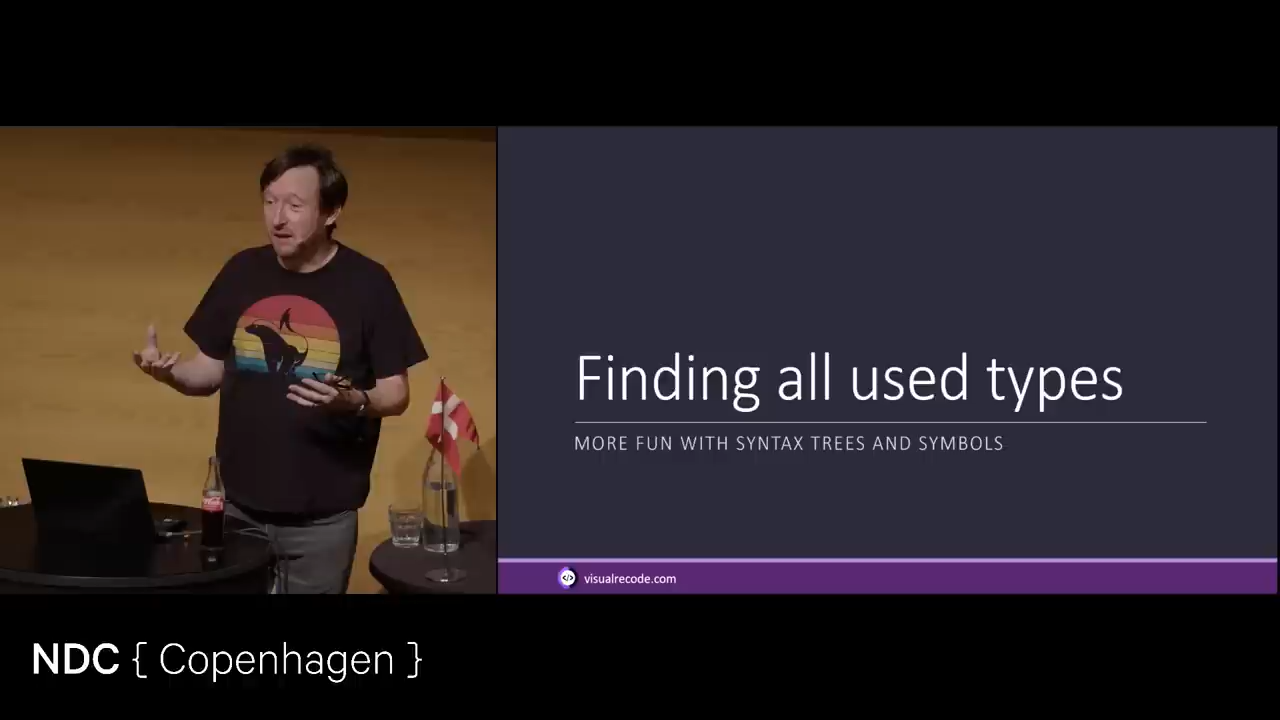 Finding all used types
MORE FUN WITH SYNTAX TREES AND SYMBOLS
</> visualrecode.com
NDC { Copenhagen }